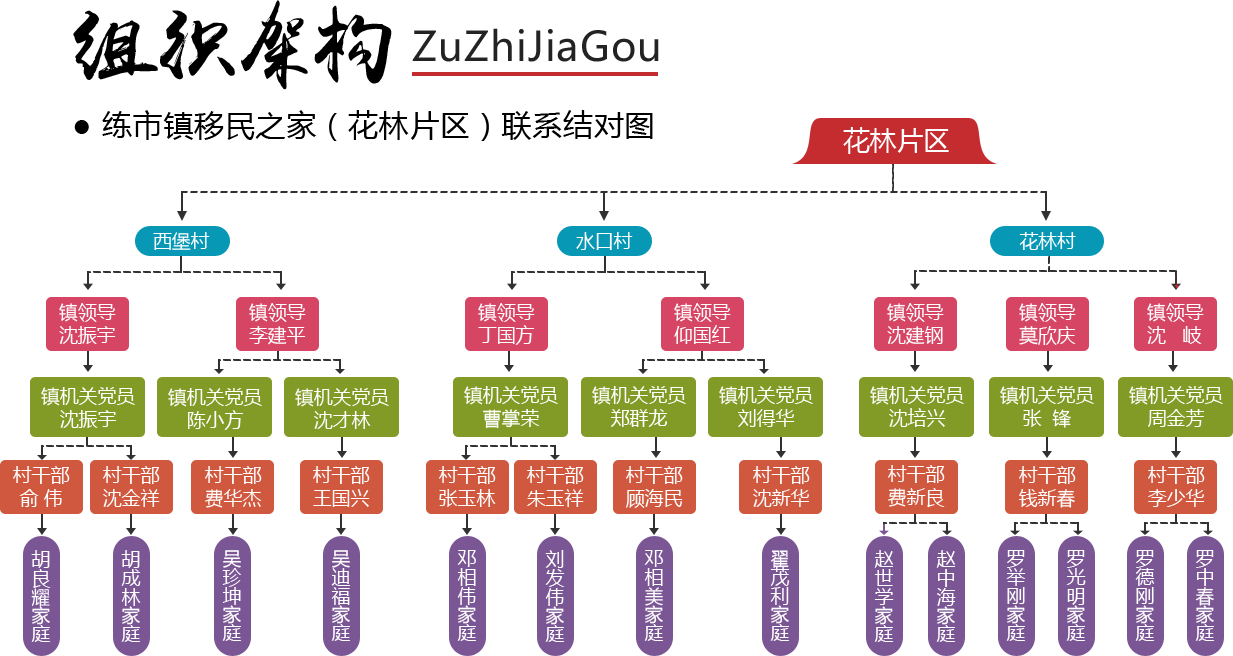 组织架构 ZuZhiJiaGou
● 练市镇移民之家（花林片区）联系结对图
花林片区
西堡村
水口村
花林村
镇领导
沈振宇
镇领导
李建平
镇领导
丁国方
镇领导
仰国红
镇领导
沈建钢
镇领导
莫欣庆
镇领导
沈 岐
镇机关党员
沈振宇
镇机关党员
陈小方
镇机关党员
沈才林
镇机关党员
曹掌荣
镇机关党员
郑群龙
镇机关党员
刘得华
镇机关党员
沈培兴
镇机关党员
张 锋
镇机关党员
周金芳
村干部
俞 伟
村干部
沈金祥
村干部
费华杰
村干部
王国兴
村干部
张玉林
村干部
朱玉祥
村干部
顾海民
村干部
沈新华
村干部
费新良
村干部
钱新春
村干部
李少华
胡良耀家庭
胡成林家庭
吴珍坤家庭
吴迪福家庭
邓相伟家庭
刘发伟家庭
邓相美家庭
翟茂利家庭
赵世学家庭
赵中海家庭
罗举刚家庭
罗光明家庭
罗德刚家庭
罗中春家庭